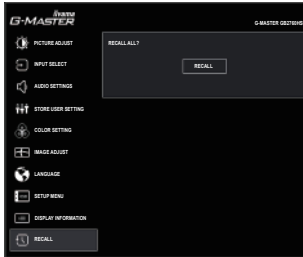 iiyama
G-MASTER
G-MASTER GB2760HS
PICTURE ADJUST
RECALL ALL?
INPUT SELECT
RECALL
AUDIO SETTINGS
STORE USER SETTING
COLOR SETTING
IMAGE ADJUST
LANGUAGE
SETUP MENU
DISPLAY INFORMATION
RECALL